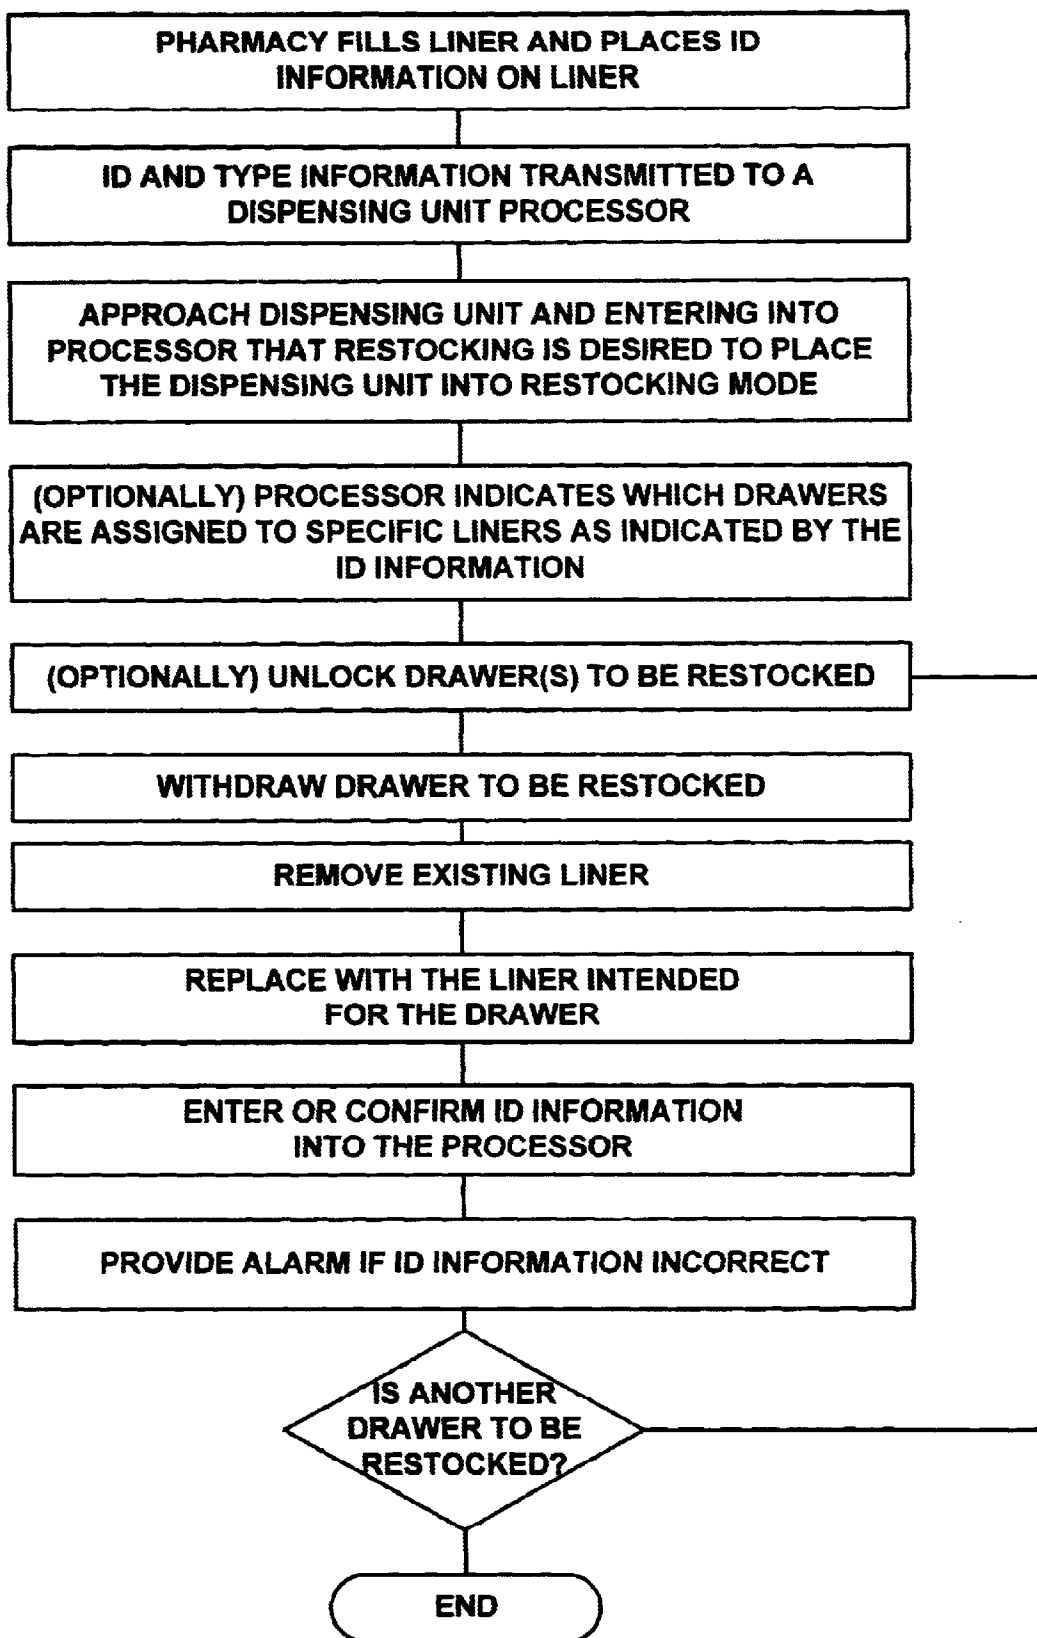 PHARMACY FILLS LINER AND PLACES ID
INFORMATION ON LINER
ID AND TYPE INFORMATION TRANSMITTED TO A
DISPENSING UNIT PROCESSOR
APPROACH DISPENSING UNIT AND ENTERING INTO
PROCESSOR THAT RESTOCKING IS DESIRED TO PLACE
THE DISPENSING UNIT INTO RESTOCKING MODE
(OPTIONALLY) PROCESSOR INDICATES WHICH DRAWERS
ARE ASSIGNED TO SPECIFIC LINERS AS INDICATED BY THE
ID INFORMATION
(OPTIONALLY) UNLOCK DRAWER(S) TO BE RESTOCKED
WITHDRAW DRAWER TO BE RESTOCKED
REMOVE EXISTING LINER
REPLACE WITH THE LINER INTENDED
FOR THE DRAWER
ENTER OR CONFIRM ID INFORMATION
INTO THE PROCESSOR
PROVIDE ALARM IF ID INFORMATION INCORRECT
IS ANOTHER
DRAWER TO BE
RESTOCKED?
END